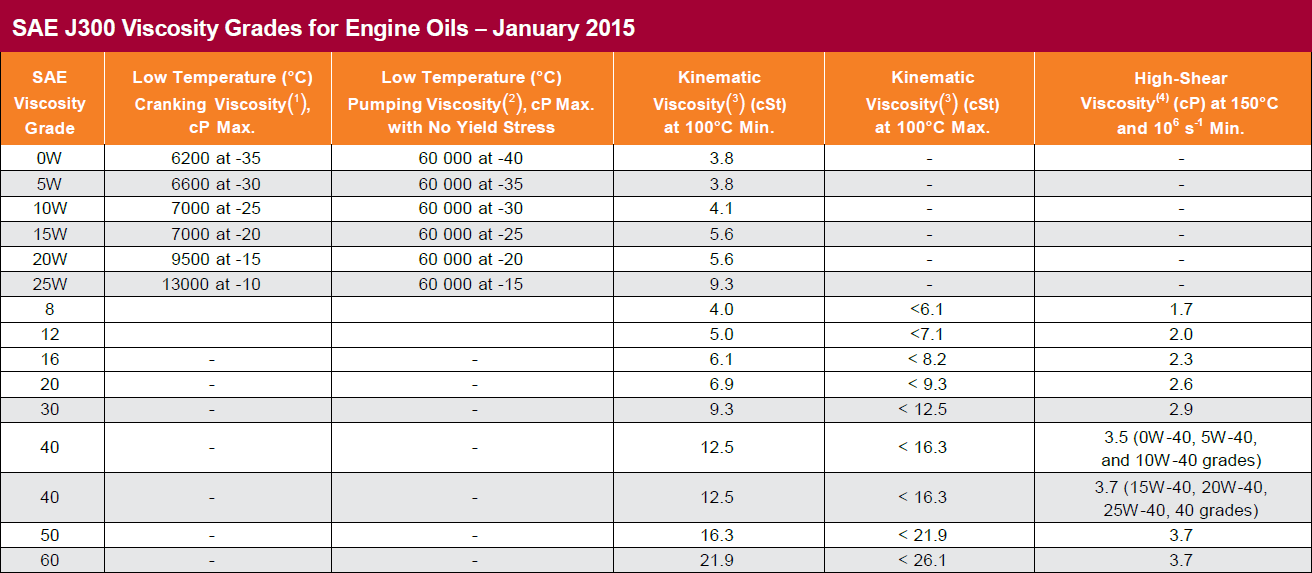 SAE J300 Viscosity Grades for Engine Oils – January 2015
SAE Viscosity Grade
Low Temperature (°C) Cranking Viscosity(1), cP Max.
Low Temperature (°C) Pumping Viscosity(2), cP Max. with No Yield Stress
Kinematic Viscosity(3) (cSt) at 100°C Min.
Kinematic Viscosity(3) (cSt) at 100°C Max.
High-Shear Viscosity(4) (cP) at 150°C and 10⁶ s⁻¹ Min.
0W 6200 at -35 60 000 at -40 3.8 - -
5W 6600 at -30 60 000 at -35 3.8 - -
10W 7000 at -25 60 000 at -30 4.1 - -
15W 7000 at -20 60 000 at -25 5.6 - -
20W 9500 at -15 60 000 at -20 5.6 - -
25W 13000 at -10 60 000 at -15 9.3 - -
8 4.0 <6.1 1.7
12 5.0 <7.1 2.0
16 - - 6.1 < 8.2 2.3
20 - - 6.9 < 9.3 2.6
30 - - 9.3 < 12.5 2.9
40 - - 12.5 < 16.3 3.5 (0W-40, 5W-40,
and 10W-40 grades)
40 - - 12.5 < 16.3 3.7 (15W-40, 20W-40,
25W-40, 40 grades)
50 - - 16.3 < 21.9 3.7
60 - - 21.9 < 26.1 3.7